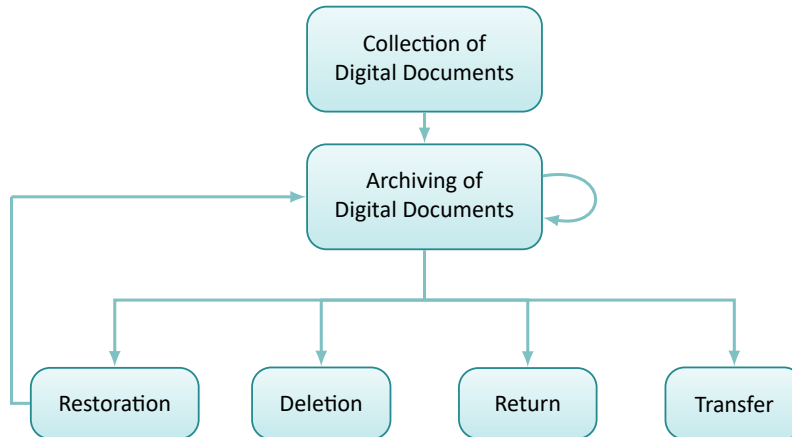 Collection of
Digital Documents
Archiving of
Digital Documents
Restoration
Deletion
Return
Transfer